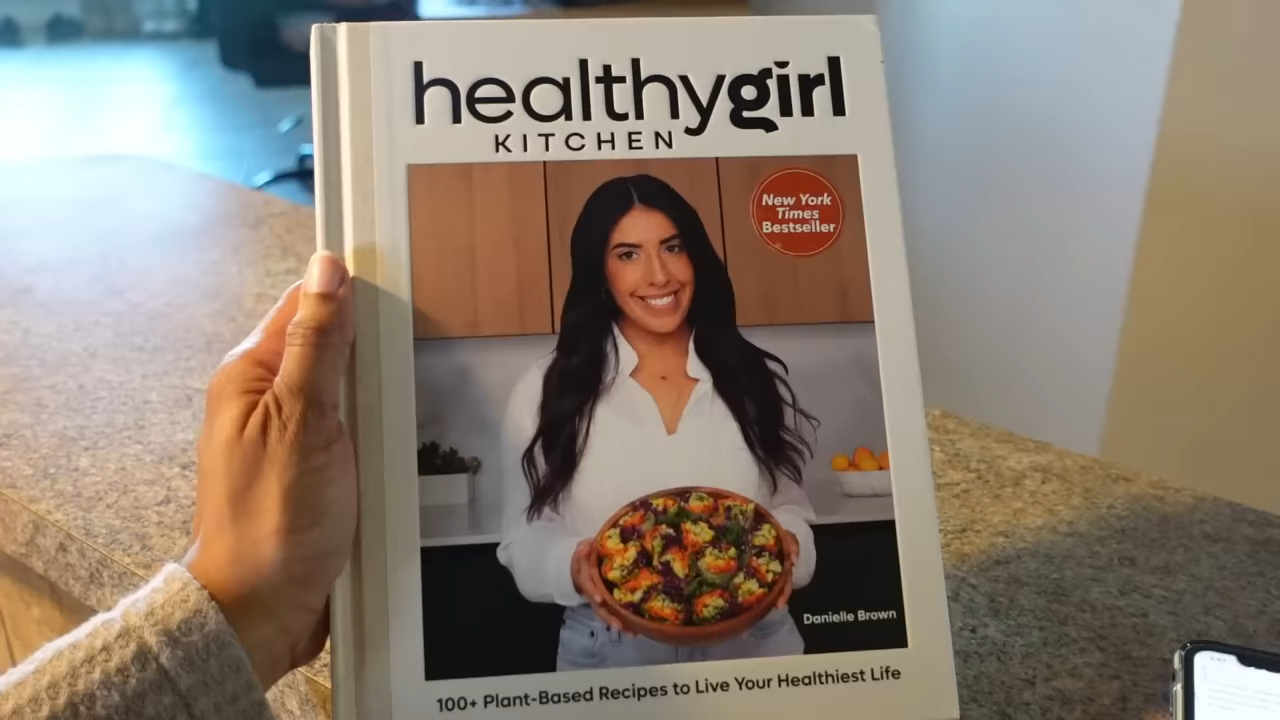 healthygirl
KITCHEN
New York
Times
Bestseller
Danielle Brown
100+ Plant-Based Recipes to Live Your Healthiest Life